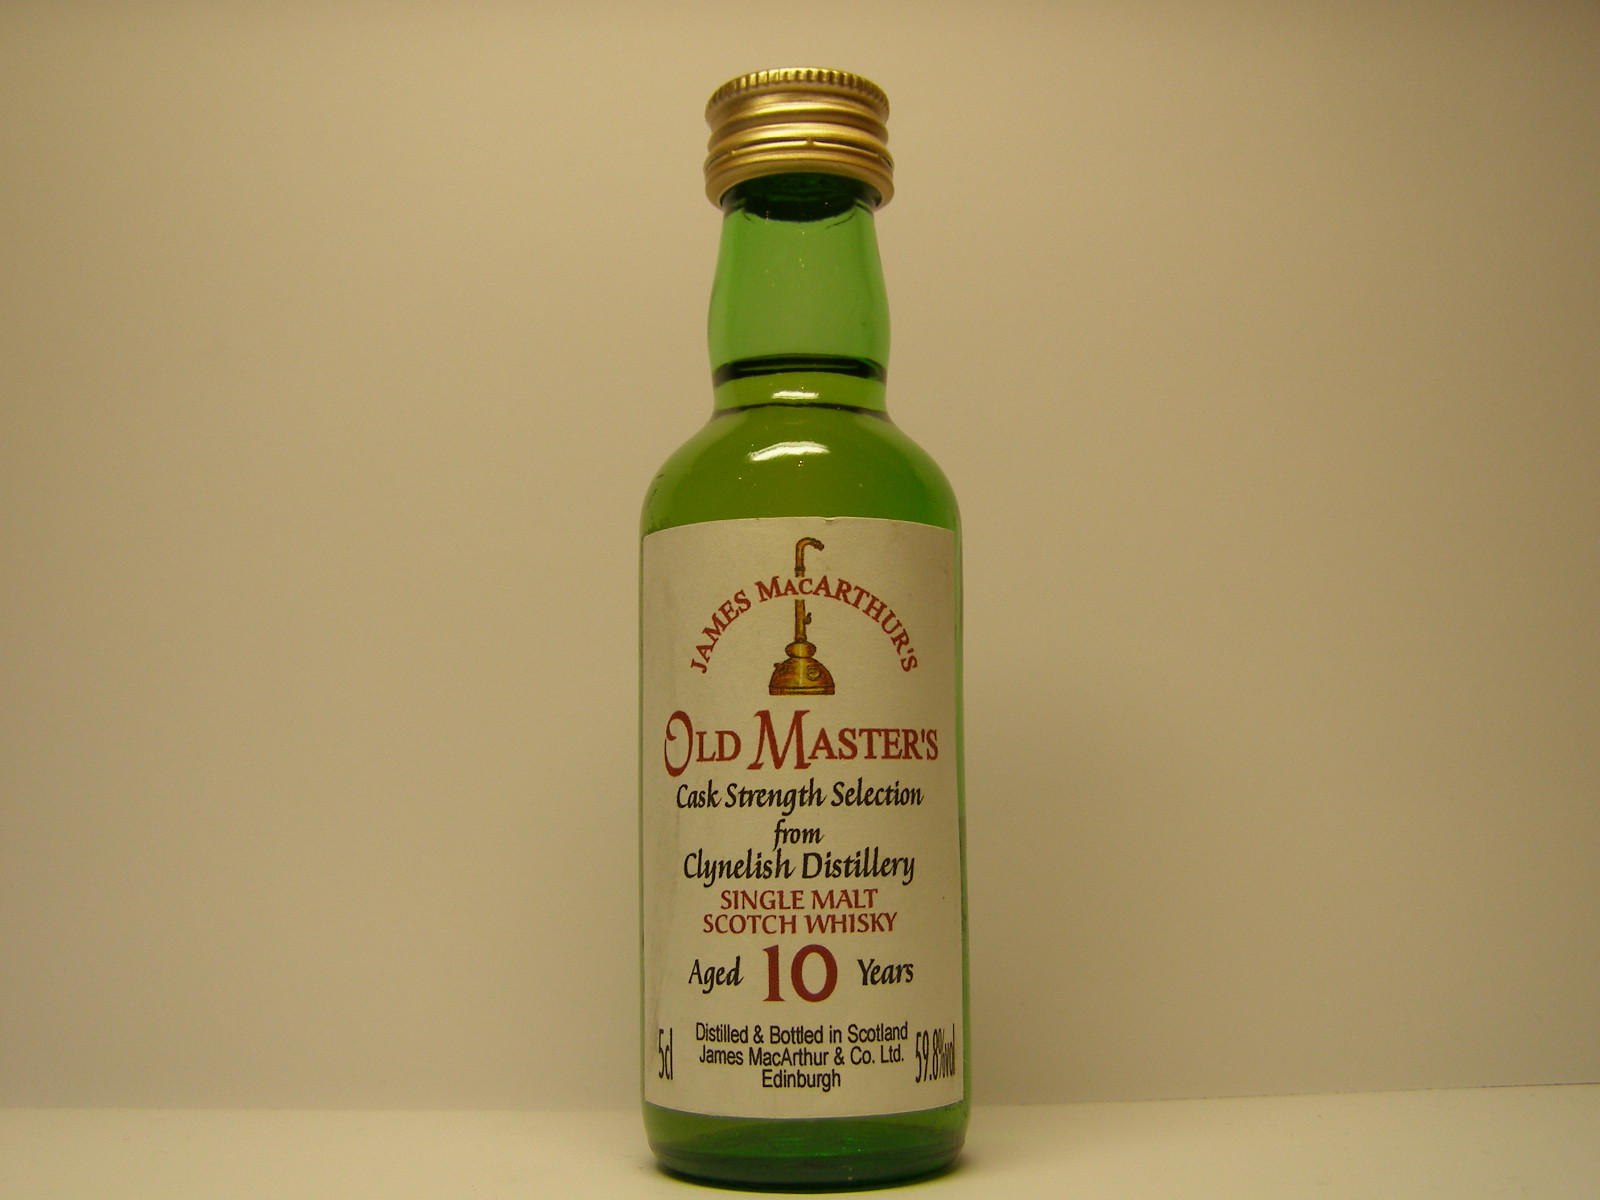 JAMES MACARTHUR'S
OLD MASTER'S
Cask Strength Selection
from
Clynelish Distillery
SINGLE MALT
SCOTCH WHISKY
Aged 10 Years
5cl
Distilled & Bottled in Scotland
James MacArthur & Co. Ltd.
Edinburgh
59.8%vol